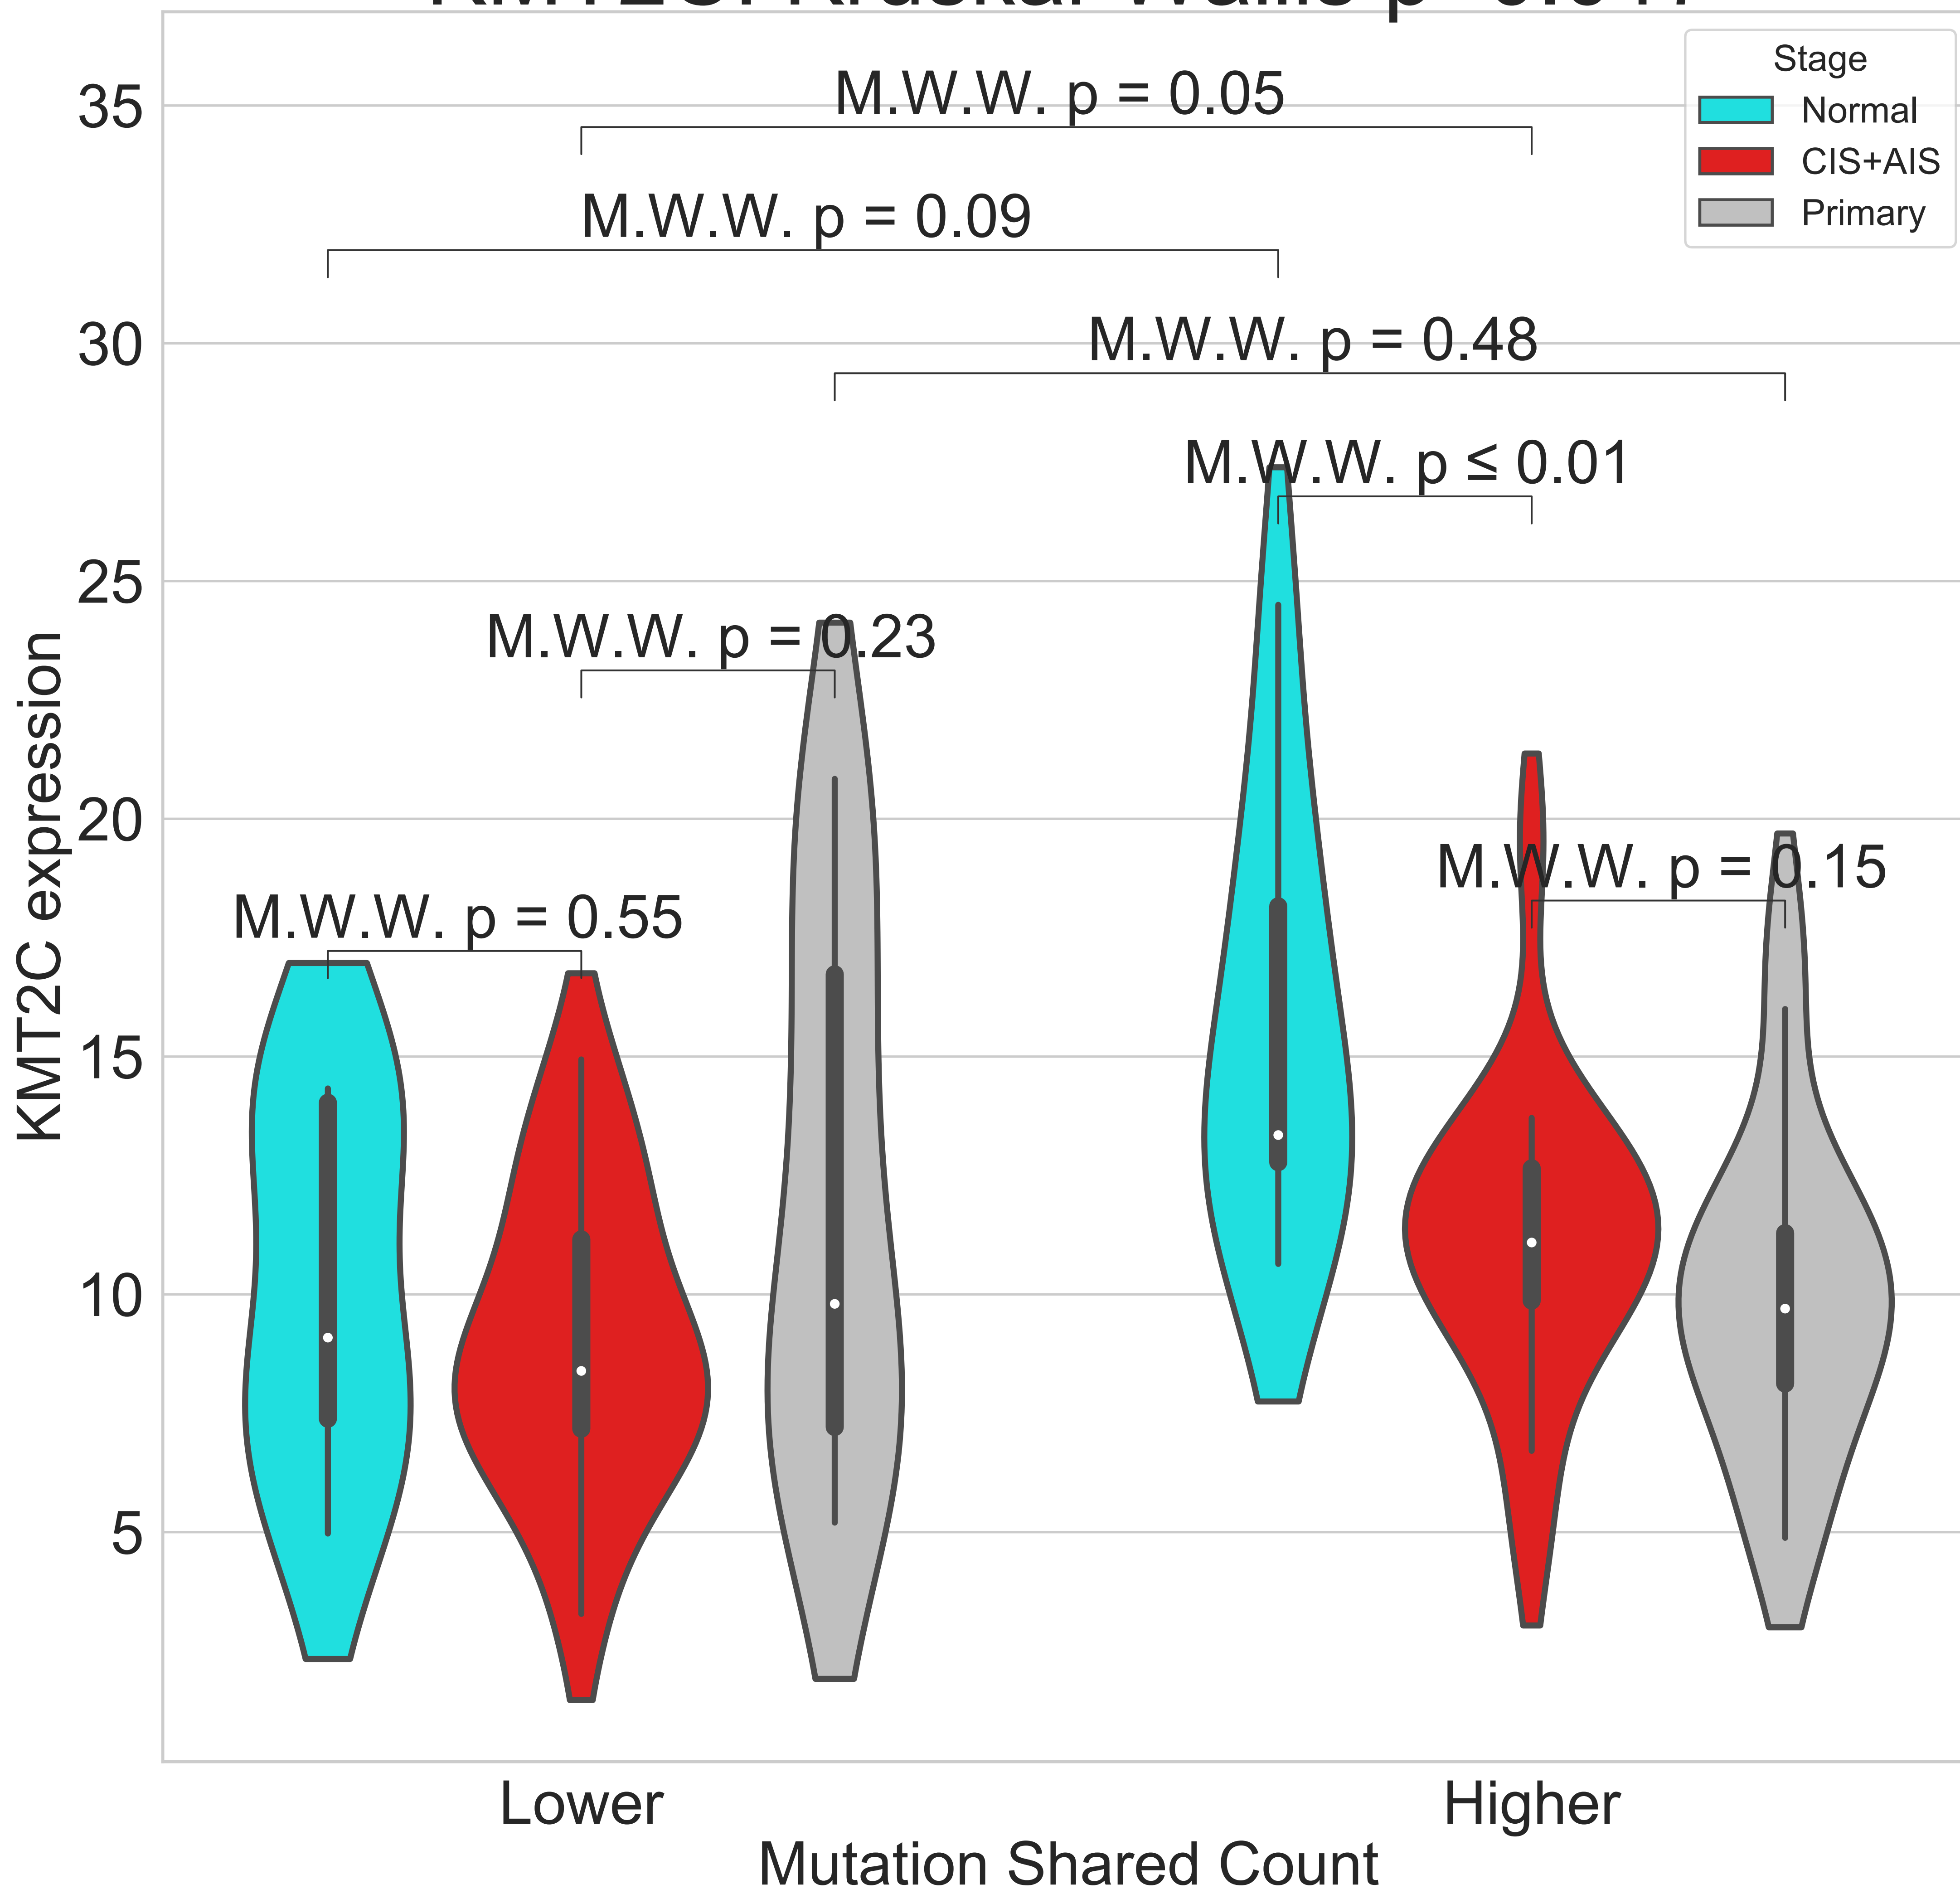 35
30
25
20
15
10
5
KMT2C expression
M.W.W. p = 0.05
M.W.W. p = 0.09
M.W.W. p = 0.48
M.W.W. p ≤ 0.01
M.W.W. p = 0.23
M.W.W. p = 0.15
M.W.W. p = 0.55
Stage
Normal
CIS+AIS
Primary
Lower
Higher
Mutation Shared Count